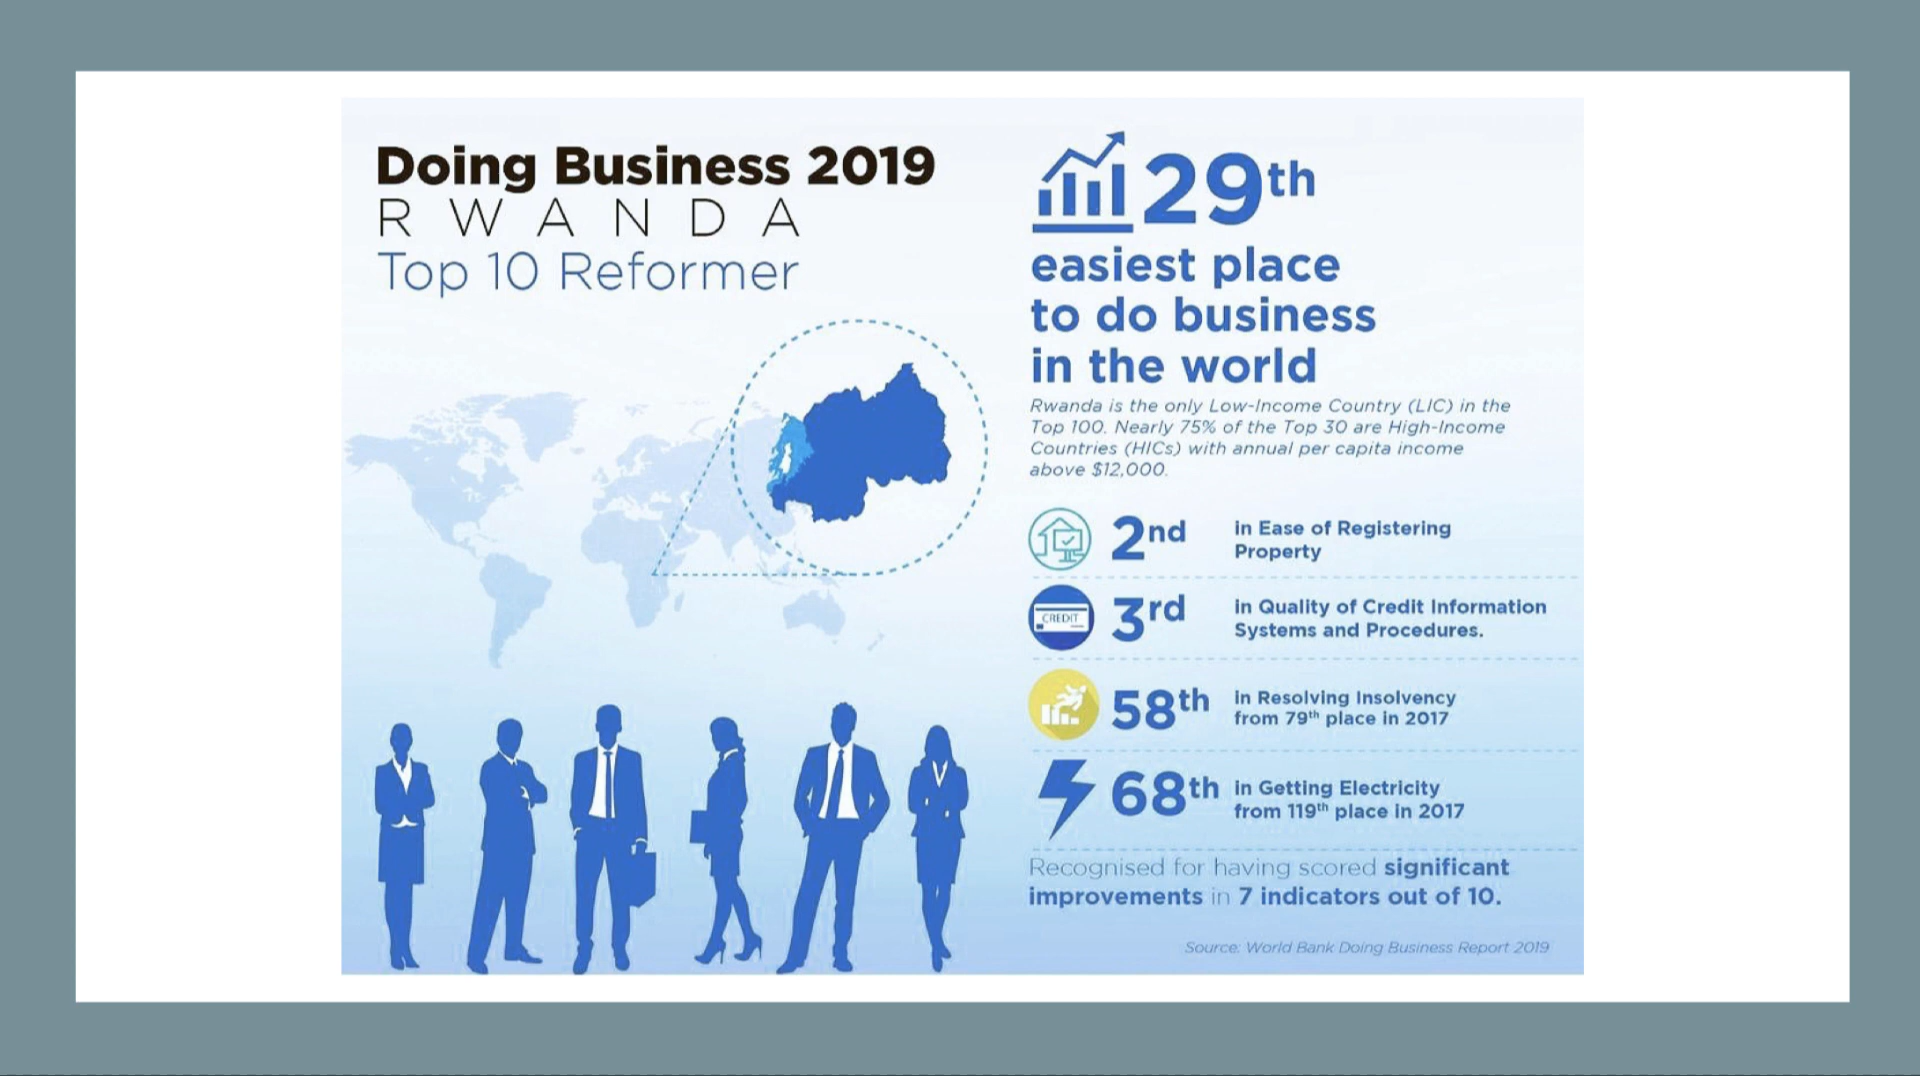 Doing Business 2019
RWANDA
Top 10 Reformer
29th
easiest place
to do business
in the world
Rwanda is the only Low-Income Country (LIC) in the
Top 100. Nearly 75% of the Top 30 are High-Income
Countries (HICs) with annual per capita income
above $12,000.
2nd
in Ease of Registering
Property
CREDIT
3rd
in Quality of Credit Information
Systems and Procedures.
58th
in Resolving Insolvency
from 79th place in 2017
68th
in Getting Electricity
from 119th place in 2017
Recognised for having scored significant
improvements in 7 indicators out of 10.
Source: World Bank Doing Business Report 2019